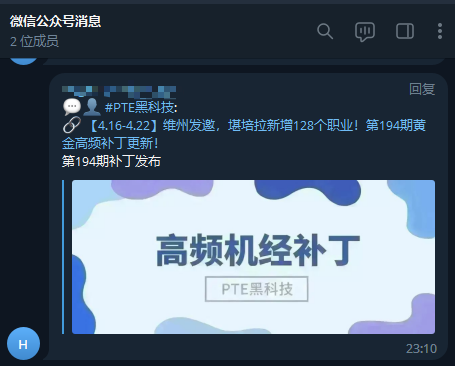 微信公众号消息
2 位成员
回复
#PTE黑科技:
【4.16-4.22】维州发邀，堪培拉新增128个职业！第194期黄
金高频补丁更新！
第194期补丁发布
高频机经补丁
PTE黑科技
H
23:10